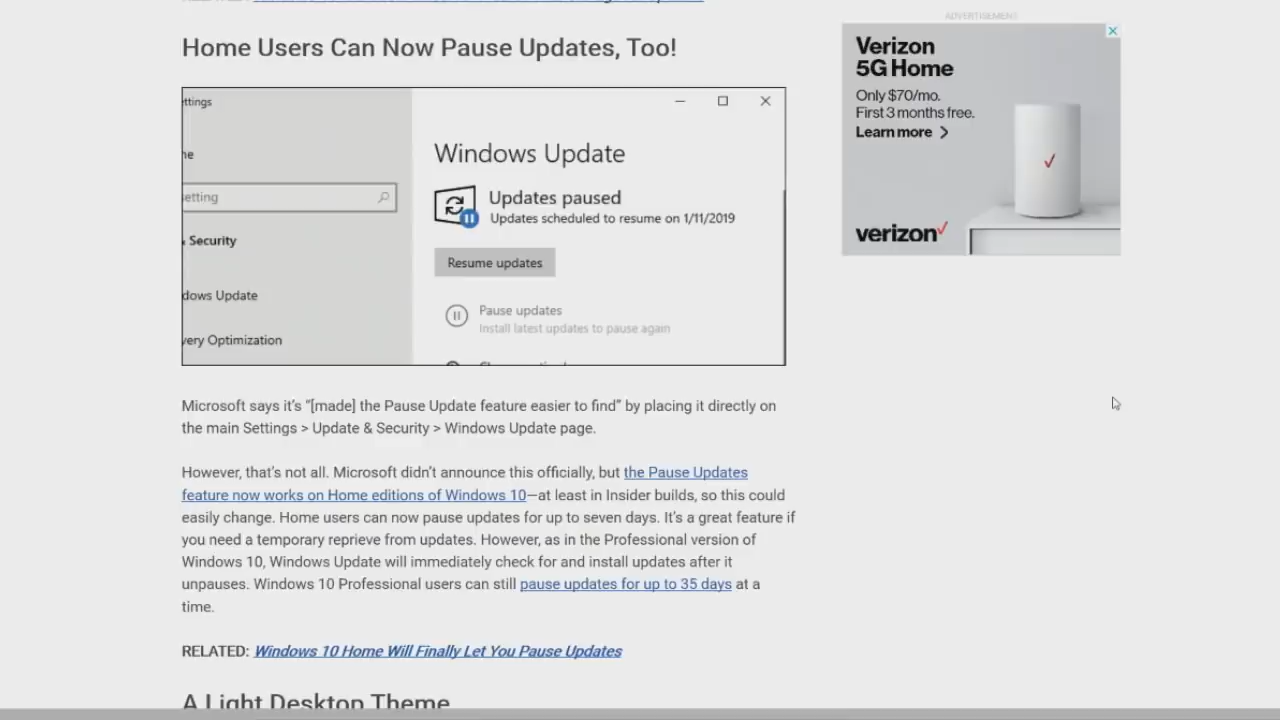 ADVERTISEMENT
Home Users Can Now Pause Updates, Too!
Verizon
5G Home
Only $70/mo.
First 3 months free.
Learn more
verizon
ttings
ne
etting
Security
dows Update
very Optimization
Windows Update
Updates paused
Updates scheduled to resume on 1/11/2019
Resume updates
Pause updates
Install latest updates to pause again
Microsoft says it's "[made] the Pause Update feature easier to find" by placing it directly on
the main Settings > Update & Security > Windows Update page.
However, that's not all. Microsoft didn't announce this officially, but the Pause Updates
feature now works on Home editions of Windows 10—at least in Insider builds, so this could
easily change. Home users can now pause updates for up to seven days. It's a great feature if
you need a temporary reprieve from updates. However, as in the Professional version of
Windows 10, Windows Update will immediately check for and install updates after it
unpauses. Windows 10 Professional users can still pause updates for up to 35 days at a
time.
RELATED: Windows 10 Home Will Finally Let You Pause Updates
A Light Desktop Theme